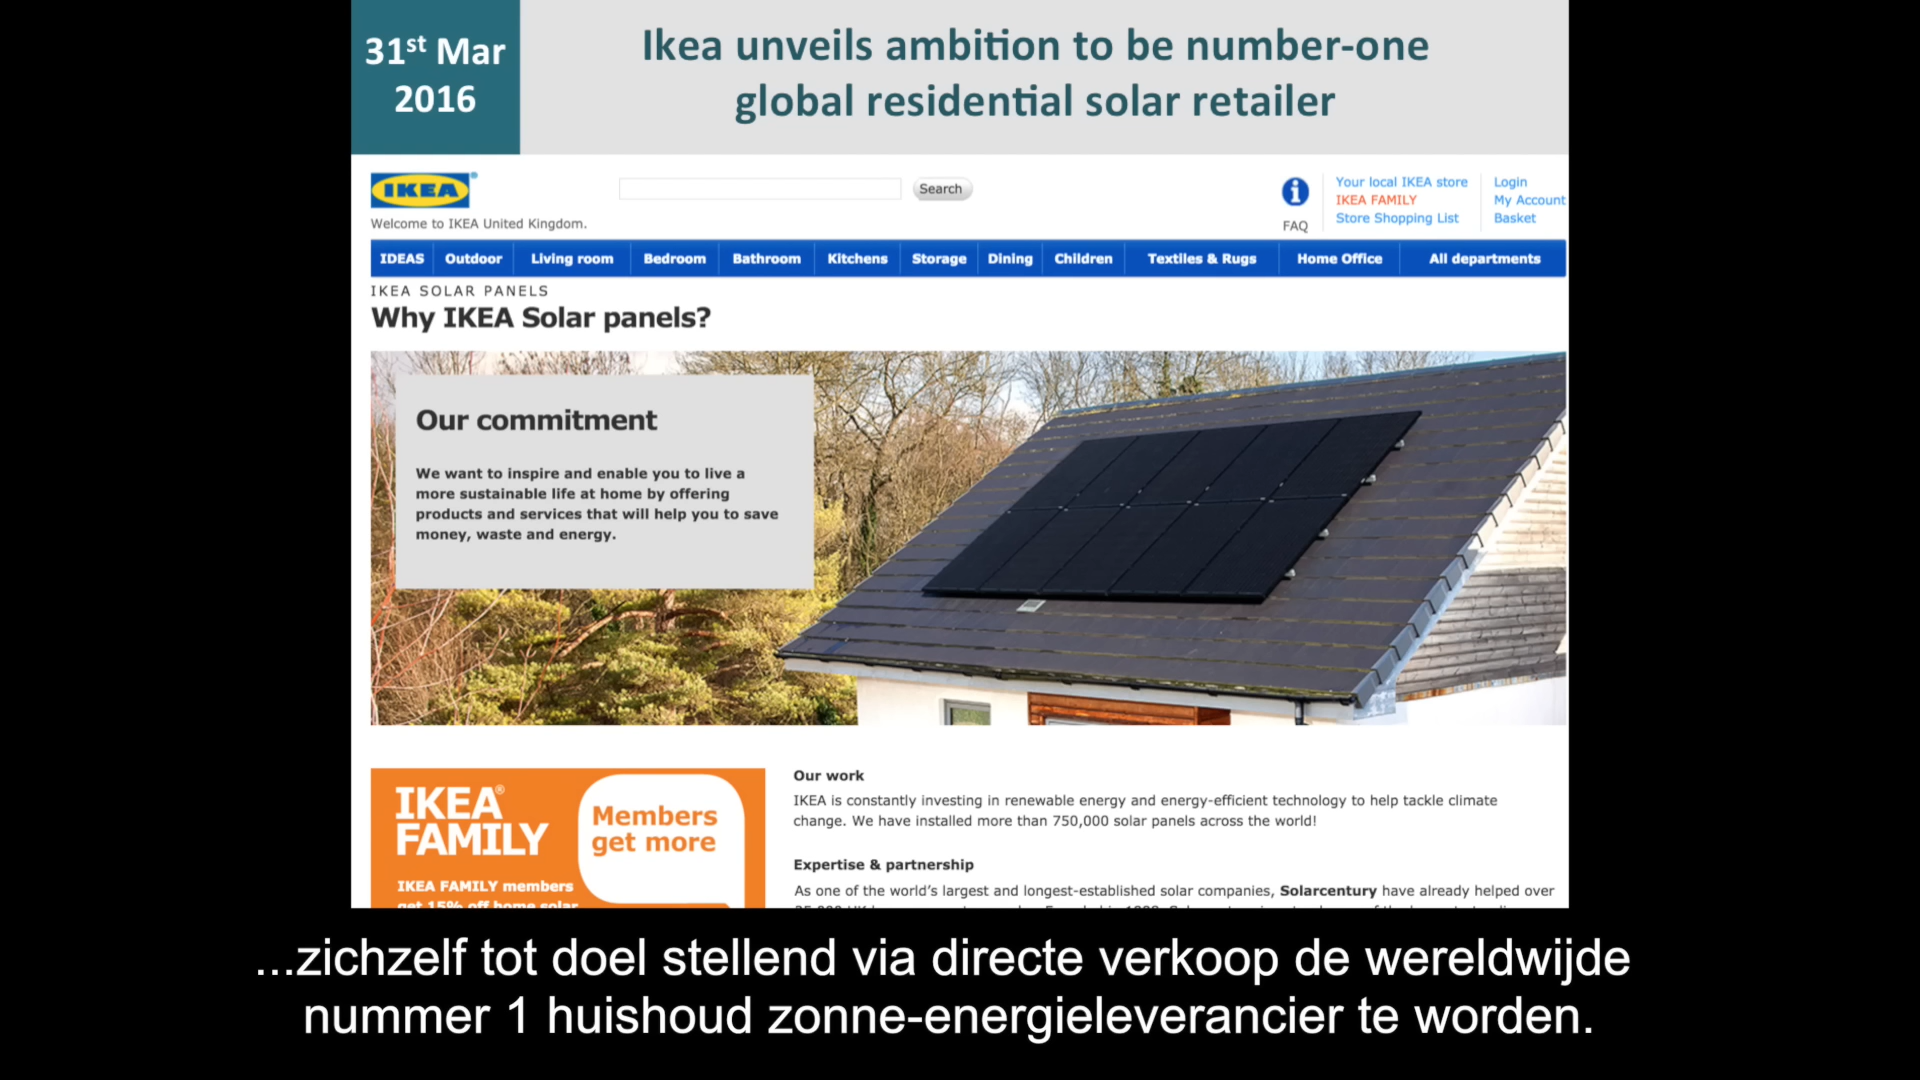 31st Mar
2016
Ikea unveils ambition to be number-one
global residential solar retailer
IKEA®
Search
Welcome to IKEA United Kingdom.
FAQ
Your local IKEA store
IKEA FAMILY
Store Shopping List
Login
My Account
Basket
IDEAS Outdoor Living room Bedroom Bathroom Kitchens Storage Dining Children Textiles & Rugs Home Office All departments
IKEA SOLAR PANELS
Why IKEA Solar panels?
Our commitment
We want to inspire and enable you to live a
more sustainable life at home by offering
products and services that will help you to save
money, waste and energy.
IKEA®
FAMILY
Members
get more
IKEA FAMILY members
get 15% off home solar
Our work
IKEA is constantly investing in renewable energy and energy-efficient technology to help tackle climate
change. We have installed more than 750,000 solar panels across the world!
Expertise & partnership
As one of the world's largest and longest-established solar companies, Solarcentury have already helped over
...zichzelf tot doel stellend via directe verkoop de wereldwijde
nummer 1 huishoud zonne-energieleverancier te worden.